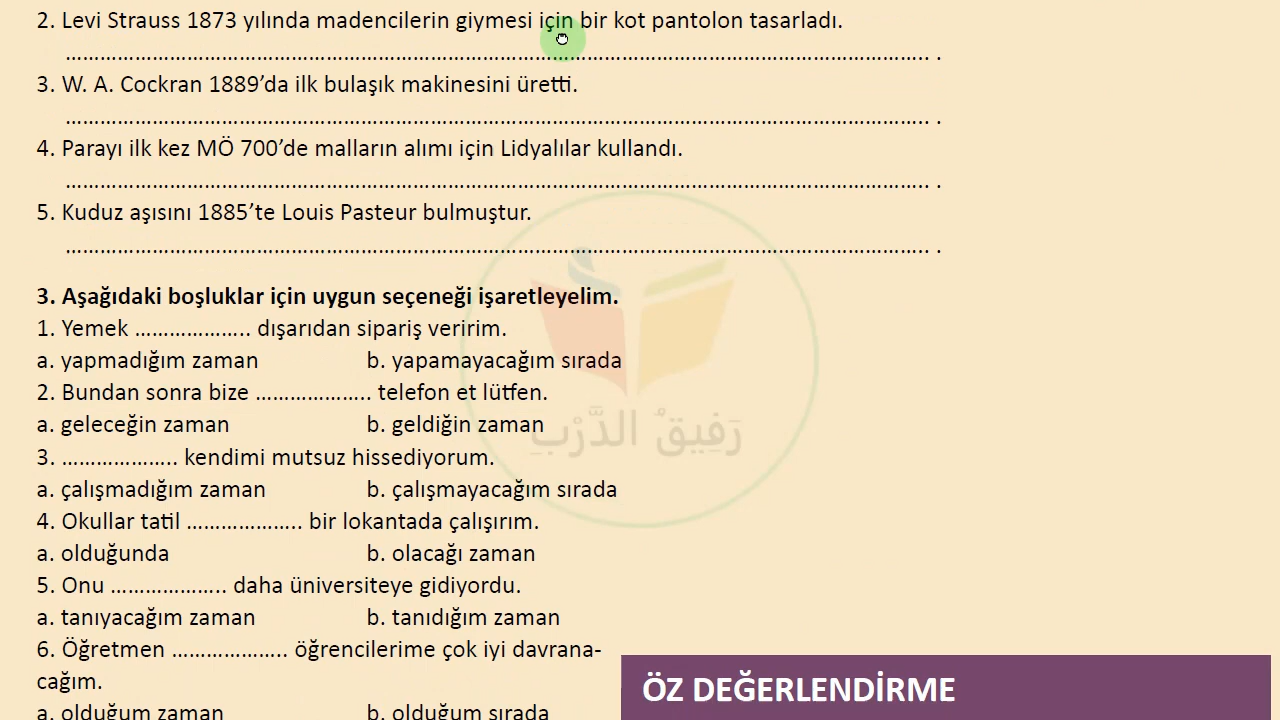 2. Levi Strauss 1873 yılında madencilerin giymesi için bir kot pantolon tasarladı.
…………………………………………………………………………………………………………………………………….. .
3. W. A. Cockran 1889’da ilk bulaşık makinesini üretti.
…………………………………………………………………………………………………………………………………….. .
4. Parayı ilk kez MÖ 700’de malların alımı için Lidyalılar kullandı.
…………………………………………………………………………………………………………………………………….. .
5. Kuduz aşısını 1885’te Louis Pasteur bulmuştur.
…………………………………………………………………………………………………………………………………….. .
3. Aşağıdaki boşluklar için uygun seçeneği işaretleyelim.
1. Yemek ……………….. dışarıdan sipariş veririm.
a. yapmadığım zaman b. yapamayacağım sırada
2. Bundan sonra bize ……………….. telefon et lütfen.
a. geleceğin zaman b. geldiğin zaman
رَفِيقُ الدَّرْبِ
3. ……………….. kendimi mutsuz hissediyorum.
a. çalışmadığım zaman b. çalışmayacağım sırada
4. Okullar tatil ……………….. bir lokantada çalışırım.
a. olduğunda b. olacağı zaman
5. Onu ……………….. daha üniversiteye gidiyordu.
a. tanıyacağım zaman b. tanıdığım zaman
6. Öğretmen ……………….. öğrencilerime çok iyi davrana-
cağım.
a. olduğum zaman b. olduğum sırada
ÖZ DEĞERLENDİRME